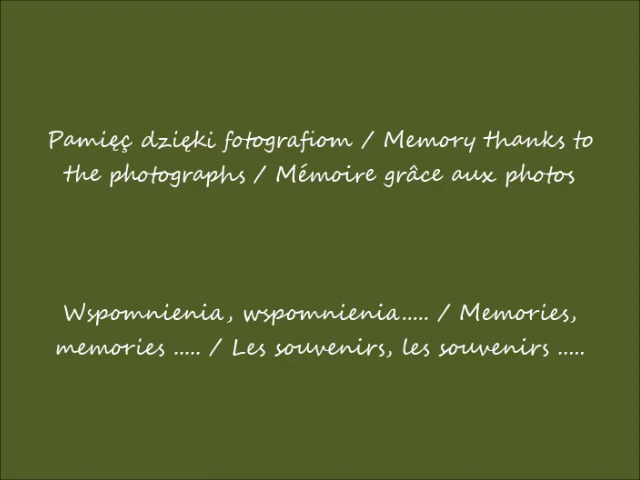 Pamięç dzięki fotografiom / Memory thanks to
the photographs / Mémoire grâce aux photos
Wspomnienia, wspomnienia..... / Memories,
memories ..... / Les souvenirs, les souvenirs .....